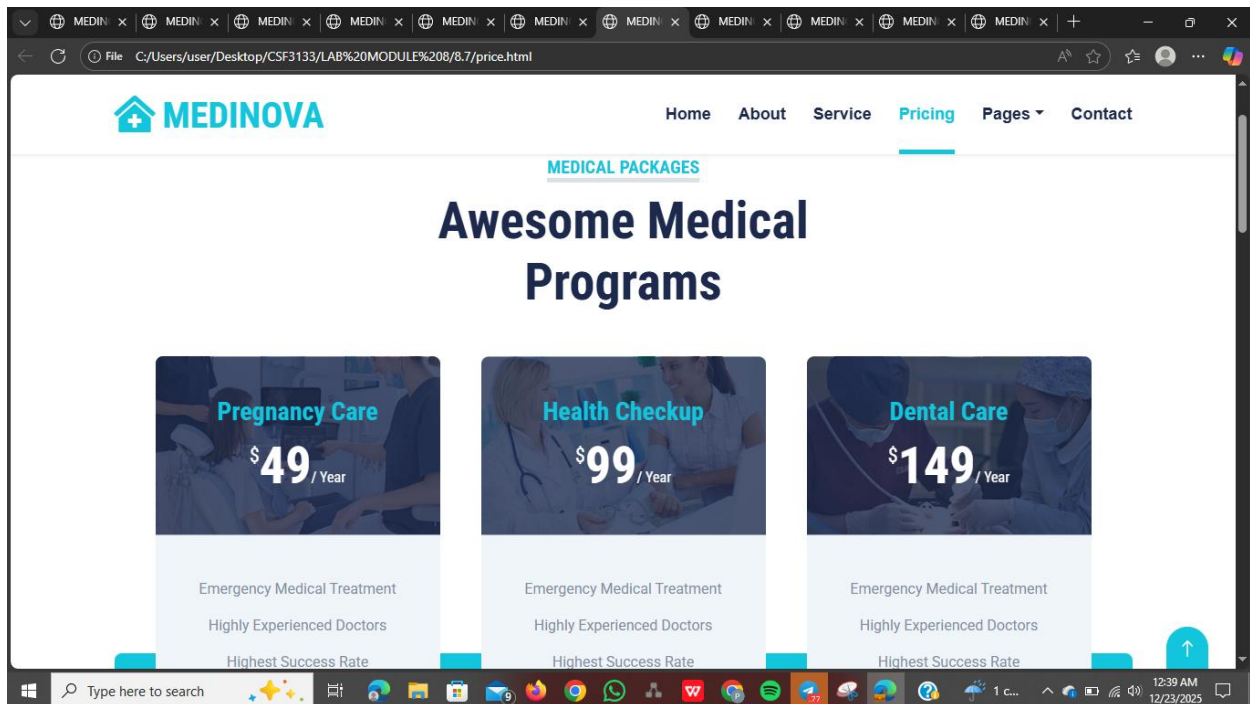 MEDIN MEDIN MEDIN MEDIN MEDIN MEDIN MEDIN MEDIN MEDIN MEDIN MEDIN
File C:/Users/user/Desktop/CSF3133/LAB%20MODULE%208/8.7/price.html
MEDINOVA
Home About Service Pricing Pages Contact
MEDICAL PACKAGES
Awesome Medical
Programs
Pregnancy Care
$49/ Year
Health Checkup
$99/ Year
Dental Care
$149/ Year
Emergency Medical Treatment
Highly Experienced Doctors
Highest Success Rate
Emergency Medical Treatment
Highly Experienced Doctors
Highest Success Rate
Emergency Medical Treatment
Highly Experienced Doctors
Highest Success Rate
Type here to search
1 c...
12:39 AM
12/23/2025